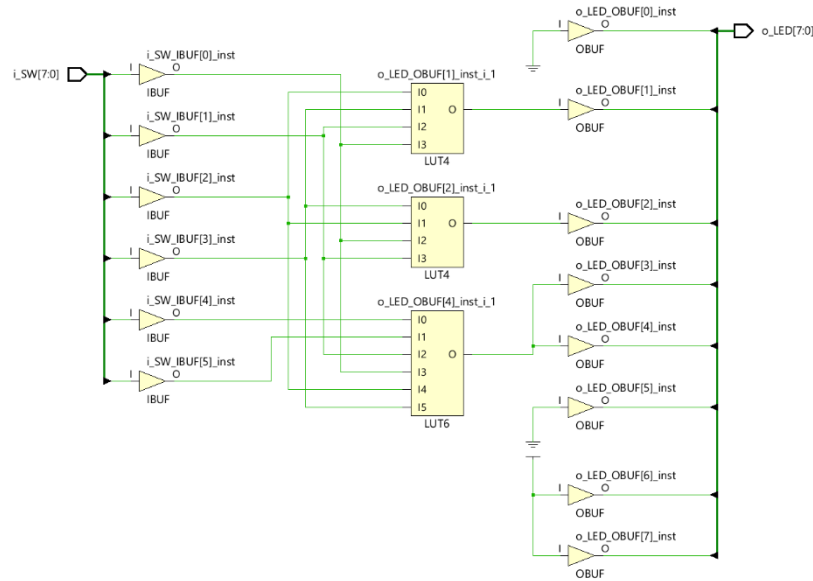 i_SW[7:0]
i_SW_IBUF[0]_inst
I O
IBUF
i_SW_IBUF[1]_inst
I O
IBUF
i_SW_IBUF[2]_inst
I O
IBUF
i_SW_IBUF[3]_inst
I O
IBUF
i_SW_IBUF[4]_inst
I O
IBUF
i_SW_IBUF[5]_inst
I O
IBUF
o_LED_OBUF[1]_inst_i_1
I0
I1
O
I2
I3
LUT4
o_LED_OBUF[2]_inst_i_1
I0
I1
O
I2
I3
LUT4
o_LED_OBUF[4]_inst_i_1
I0
I1
I2
O
I3
I4
I5
LUT6
o_LED_OBUF[0]_inst
I O
OBUF
o_LED_OBUF[1]_inst
I O
OBUF
o_LED_OBUF[2]_inst
I O
OBUF
o_LED_OBUF[3]_inst
I O
OBUF
o_LED_OBUF[4]_inst
I O
OBUF
o_LED_OBUF[5]_inst
I O
OBUF
o_LED_OBUF[6]_inst
I O
OBUF
o_LED_OBUF[7]_inst
I O
OBUF
o_LED[7:0]